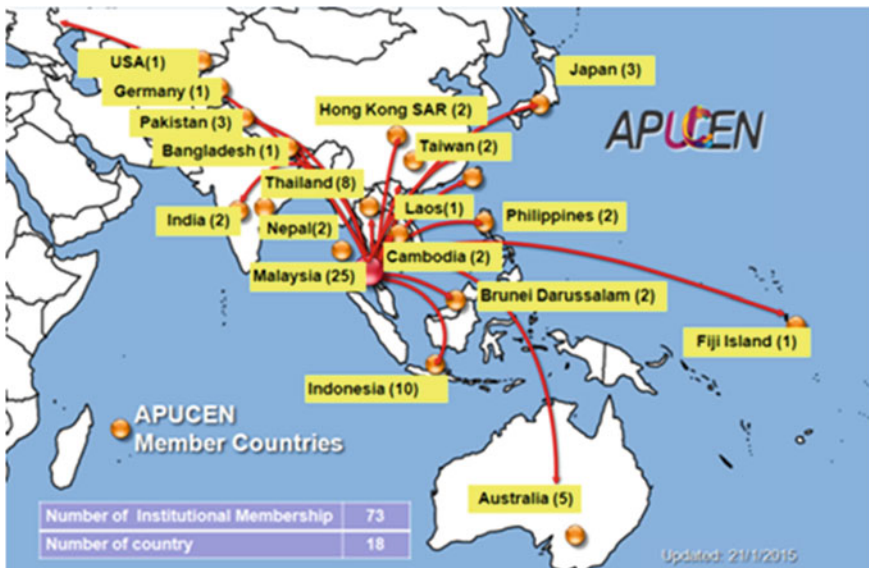 USA(1)
Japan (3)
Germany (1)
Hong Kong SAR (2)
Pakistan (3)
APUCEN
Bangladesh (1)
Taiwan (2)
Thailand (8)
Laos(1)
Philippines (2)
India (2)
Nepal(2)
Cambodia (2)
Malaysia (25)
Brunei Darussalam (2)
Fiji Island (1)
Indonesia (10)
APUCEN
Member Countries
Australia (5)
Number of Institutional Membership 73
Number of country 18
Updated: 21/1/2015